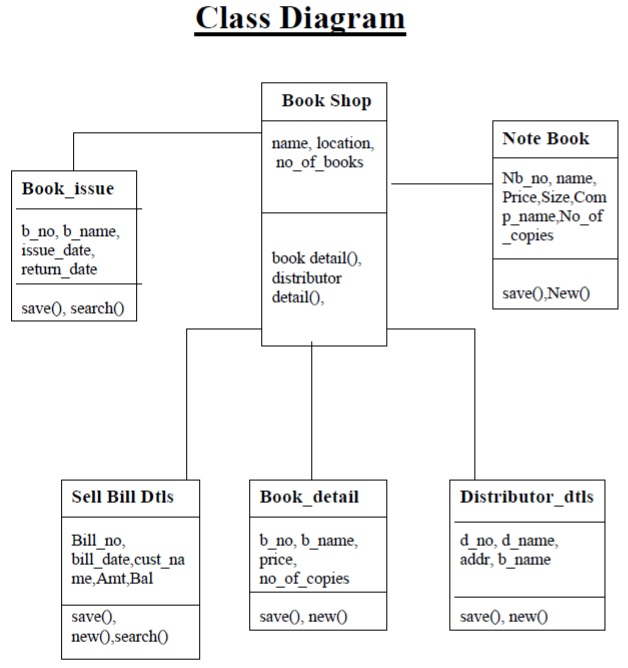 Class Diagram
Book Shop
name, location,
no_of_books
book detail(),
distributor
detail(),
Note Book
Nb_no, name,
Price,Size,Com
p_name,No_of
_copies
save(),New()
Book_issue
b_no, b_name,
issue_date,
return_date
save(), search()
Sell Bill Dtls
Bill_no,
bill_date,cust_na
me,Amt,Bal
save(),
new(),search()
Book_detail
b_no, b_name,
price,
no_of_copies
save(), new()
Distributor_dtls
d_no, d_name,
addr, b_name
save(), new()